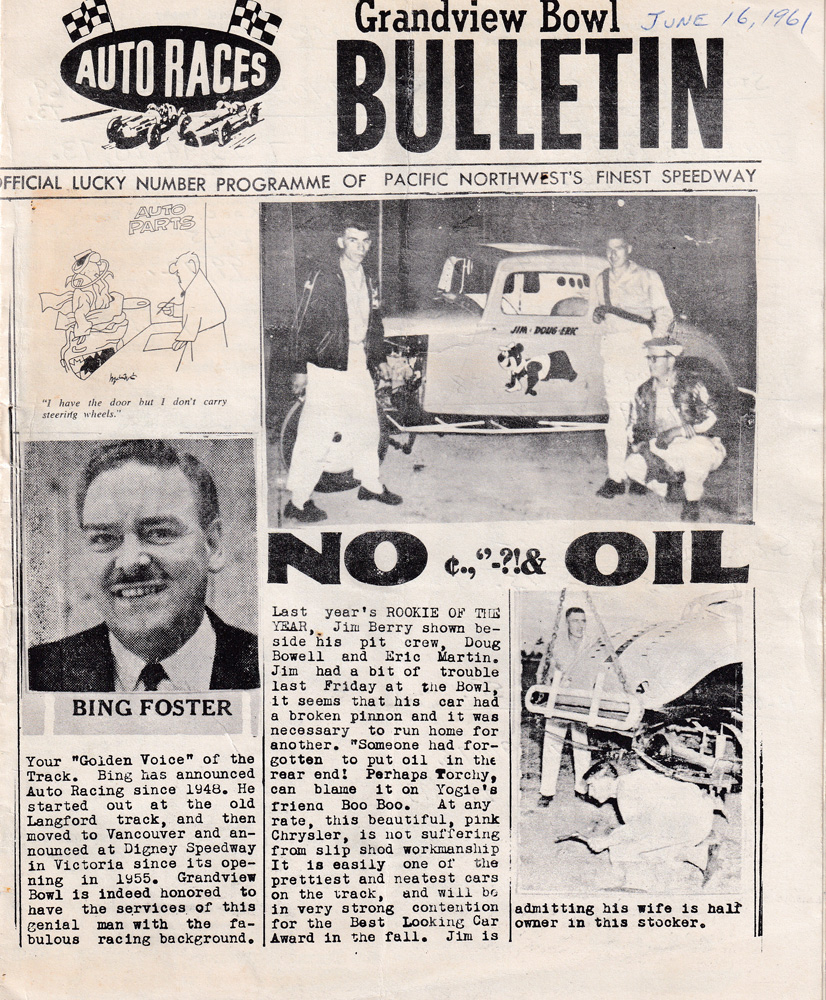 AUTO RACES
Grandview Bowl
JUNE 16, 1961
BULLETIN
OFFICIAL LUCKY NUMBER PROGRAMME OF PACIFIC NORTHWEST'S FINEST SPEEDWAY
AUTO
PARTS
"I have the door but I don't carry
steering wheels."
JIM - DOUG - ERIC
BING FOSTER
Your "Golden Voice" of the
Track. Bing has announced
Auto Racing since 1948. He
started out at the old
Langford track, and then
moved to Vancouver and an-
nounced at Digney Speedway
in Victoria since its ope-
ning in 1955. Grandview
Bowl is indeed honored to
have the services of this
genial man with the fa-
bulous racing background.
NO ¢.,"-?!& OIL
Last year's ROOKIE OF THE
YEAR, Jim Berry shown be-
side his pit crew, Doug
Bowell and Eric Martin.
Jim had a bit of trouble
last Friday at the Bowl,
it seems that his car had
a broken pinnon and it was
necessary to run home for
another. "Someone had for-
gotten to put oil in the
rear end! Perhaps Torchy,
can blame it on Yogie's
friend Boo Boo. At any
rate, this beautiful, pink
Chrysler, is not suffering
from slip shod workmanship
It is easily one of the
prettiest and neatest cars
on the track, and will be
in very strong contention
for the Best Looking Car
Award in the fall. Jim is
admitting his wife is half
owner in this stocker.